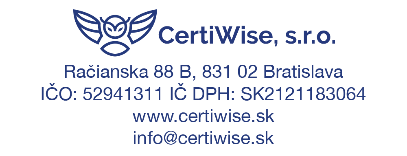 CertiWise, s.r.o.
Račianska 88 B, 831 02 Bratislava
IČO: 52941311 IČ DPH: SK2121183064
www.certiwise.sk
info@certiwise.sk